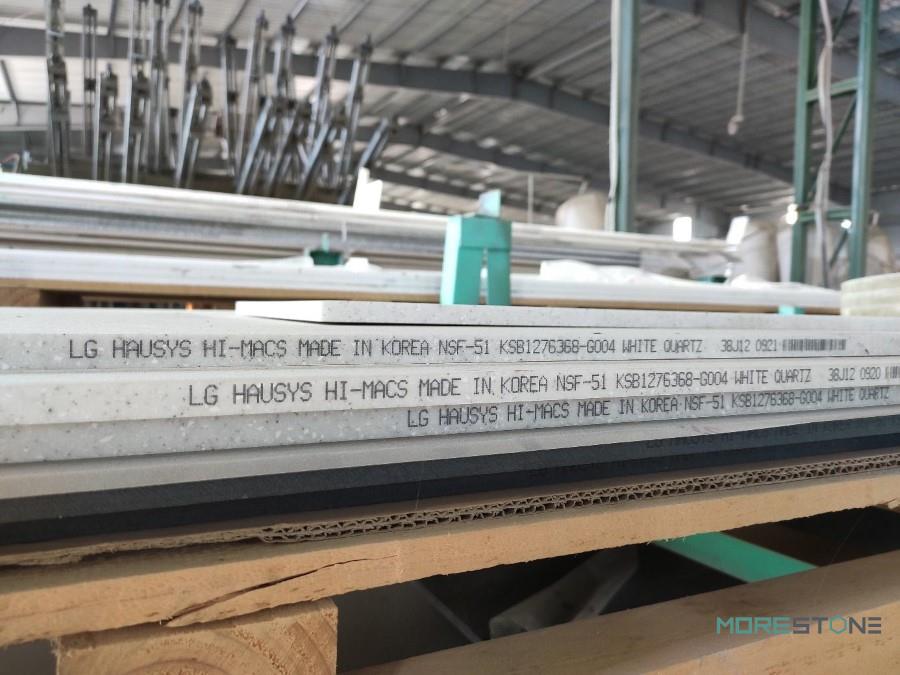 LG HAUSYS HI-MACS MADE IN KOREA NSF-51 KSB1276368-G004 WHITE QUARTZ 38J12 0921
LG HAUSYS HI-MACS MADE IN KOREA NSF-51 KSB1276368-G004 WHITE QUARTZ 38J12 0920
LG HAUSYS HI-MACS MADE IN KOREA NSF-51 KSB1276368-G004 WHITE QUARTZ
MORESTONE